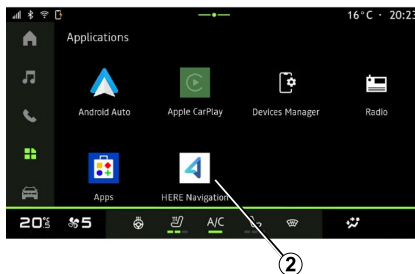 16°C · 20:23
Applications
Android Auto
Apple CarPlay
Devices Manager
Radio
Apps
HERE Navigation
20.5
5
A/C
2